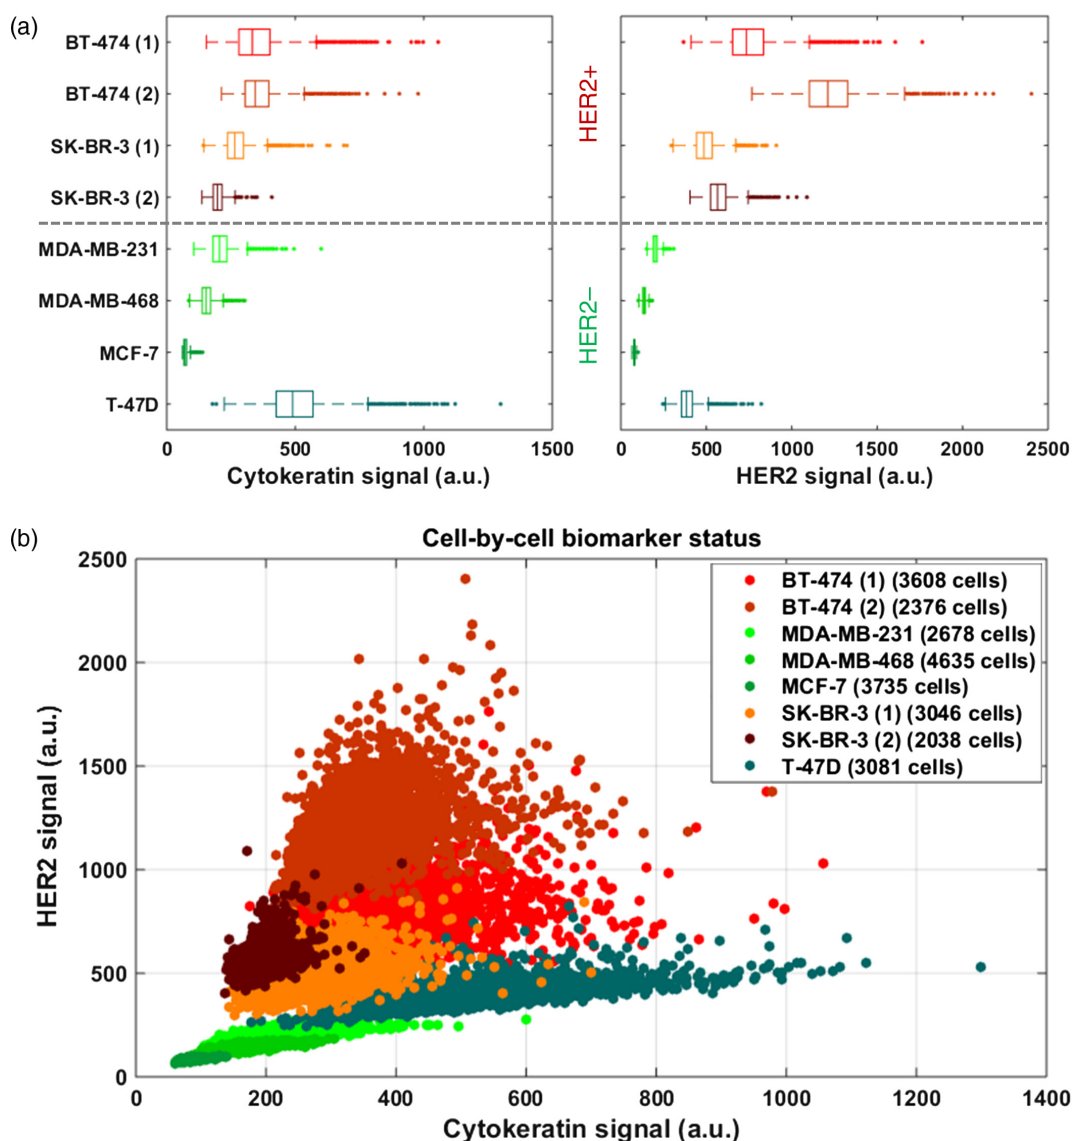 (a)
BT-474 (1)
BT-474 (2)
SK-BR-3 (1)
SK-BR-3 (2)
MDA-MB-231
MDA-MB-468
MCF-7
T-47D
0 500 1000 1500
Cytokeratin signal (a.u.)
HER2+
HER2–
0 500 1000 1500 2000 2500
HER2 signal (a.u.)
(b)
Cell-by-cell biomarker status
2500
2000
1500
1000
500
0
HER2 signal (a.u.)
BT-474 (1) (3608 cells)
BT-474 (2) (2376 cells)
MDA-MB-231 (2678 cells)
MDA-MB-468 (4635 cells)
MCF-7 (3735 cells)
SK-BR-3 (1) (3046 cells)
SK-BR-3 (2) (2038 cells)
T-47D (3081 cells)
0 200 400 600 800 1000 1200 1400
Cytokeratin signal (a.u.)